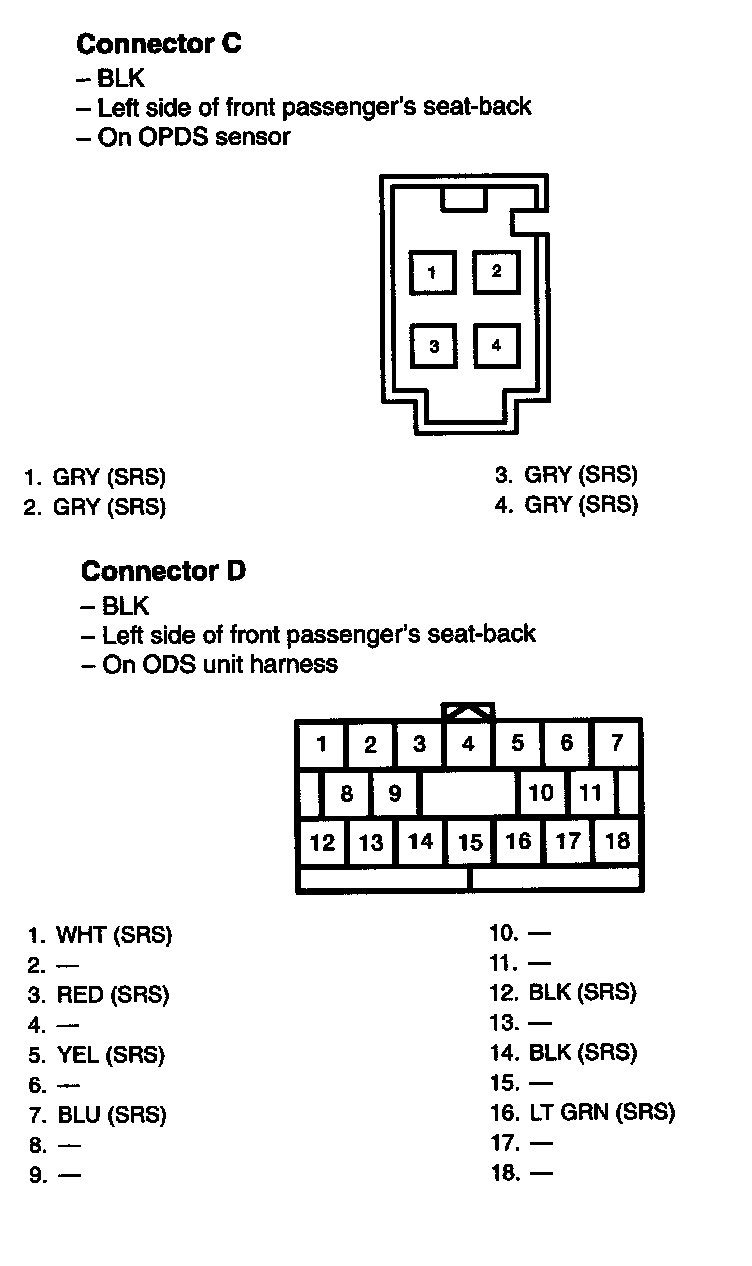 Connector C
– BLK
– Left side of front passenger's seat-back
– On OPDS sensor
1 2
3 4
1. GRY (SRS)
2. GRY (SRS)
3. GRY (SRS)
4. GRY (SRS)
Connector D
– BLK
– Left side of front passenger's seat-back
– On ODS unit harness
1 2 3 4 5 6 7
8 9 10 11
12 13 14 15 16 17 18
1. WHT (SRS)
2. —
3. RED (SRS)
4. —
5. YEL (SRS)
6. —
7. BLU (SRS)
8. —
9. —
10. —
11. —
12. BLK (SRS)
13. —
14. BLK (SRS)
15. —
16. LT GRN (SRS)
17. —
18. —